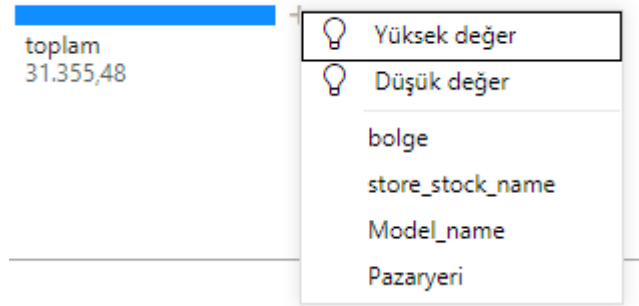 toplam
31.355,48
Yüksek değer
Düşük değer
bolge
store_stock_name
Model_name
Pazaryeri